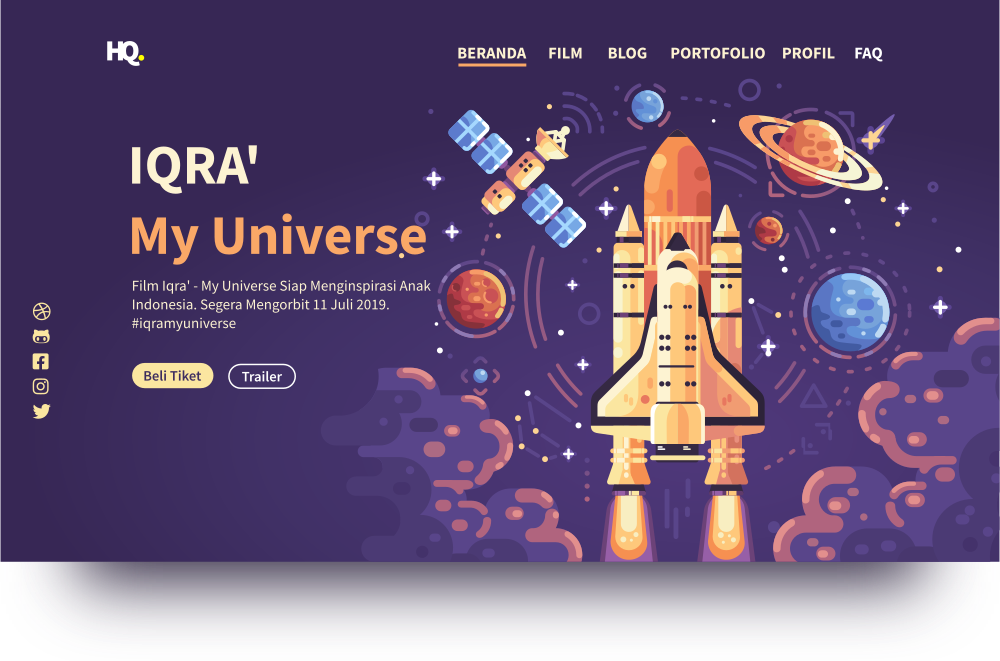 HQ.
BERANDA FILM BLOG PORTOFOLIO PROFIL FAQ
IQRA'
My Universe
Film Iqra' - My Universe Siap Menginspirasi Anak
Indonesia. Segera Mengorbit 11 Juli 2019.
#iqramyuniverse
Beli Tiket Trailer